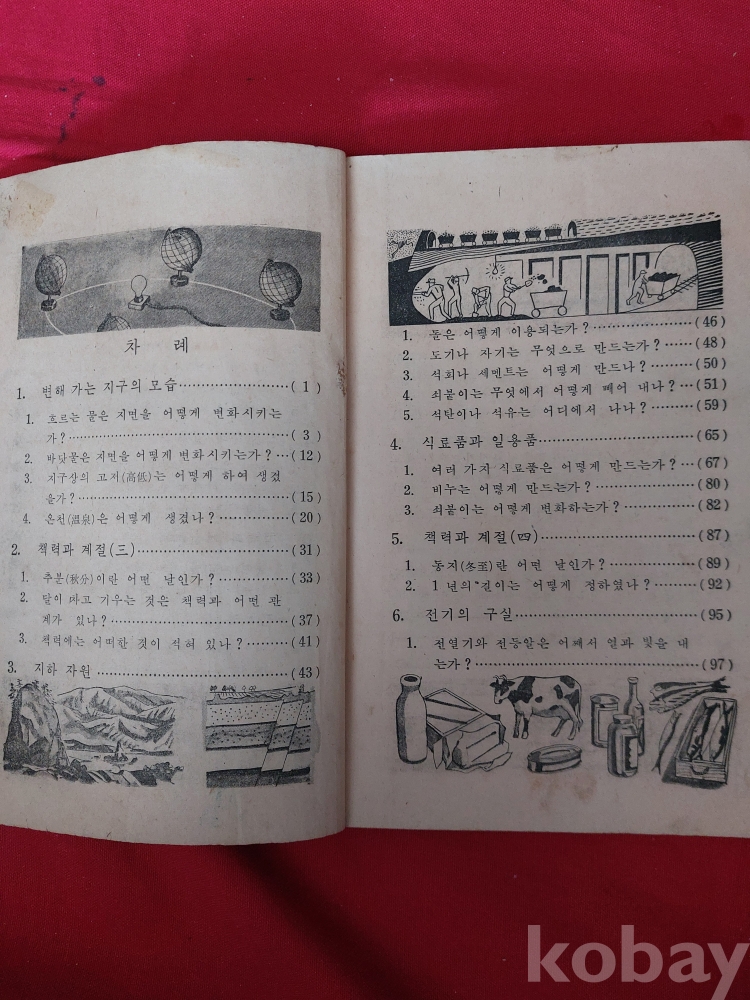 차 례
1. 변해 가는 지구의 모습 ……………… ( 1 )
1. 흐르는 물은 지면을 어떻게 변화시키는
가? …………………………… ( 3 )
2. 바닷물은 지면을 어떻게 변화시키는가? … (12)
3. 지구상의 고저(高低)는 어떻게 하여 생겼
을가? …………………………… (15)
4. 온천(溫泉)은 어떻게 생겼나? ……… (20)
2. 책력과 계절(三) ……………………… (31)
1. 추분(秋分)이란 어떤 날인가? ……… (33)
2. 달이 차고 기우는 것은 책력과 어떤 관
계가 있나? …………………… (37)
3. 책력에는 어떠한 것이 적혀 있나? ……… (41)
3. 지하 자원 …………………………… (43)
1. 돌은 어떻게 이용되는가? …………… (46)
2. 도기나 자기는 무엇으로 만드는가? …… (48)
3. 석회나 세멘트는 어떻게 만드나? …… (50)
4. 쇠붙이는 무엇에서 어떻게 빼어 내나? … (51)
5. 석탄이나 석유는 어디에서 나나? …… (59)
4. 식료품과 일용품 ……………………… (65)
1. 여러 가지 식료품은 어떻게 만드는가? … (67)
2. 비누는 어떻게 만드는가? ………… (80)
3. 쇠붙이는 어떻게 변화하는가? ……… (82)
5. 책력과 계절(四) ……………………… (87)
1. 동지(冬至)란 어떤 날인가? ………… (89)
2. 1 년의 길이는 어떻게 정하였나? …… (92)
6. 전기의 구실 …………………………… (95)
1. 전열기와 전등알은 어째서 열과 빛을 내
는가? …………………………… (97)
kobay